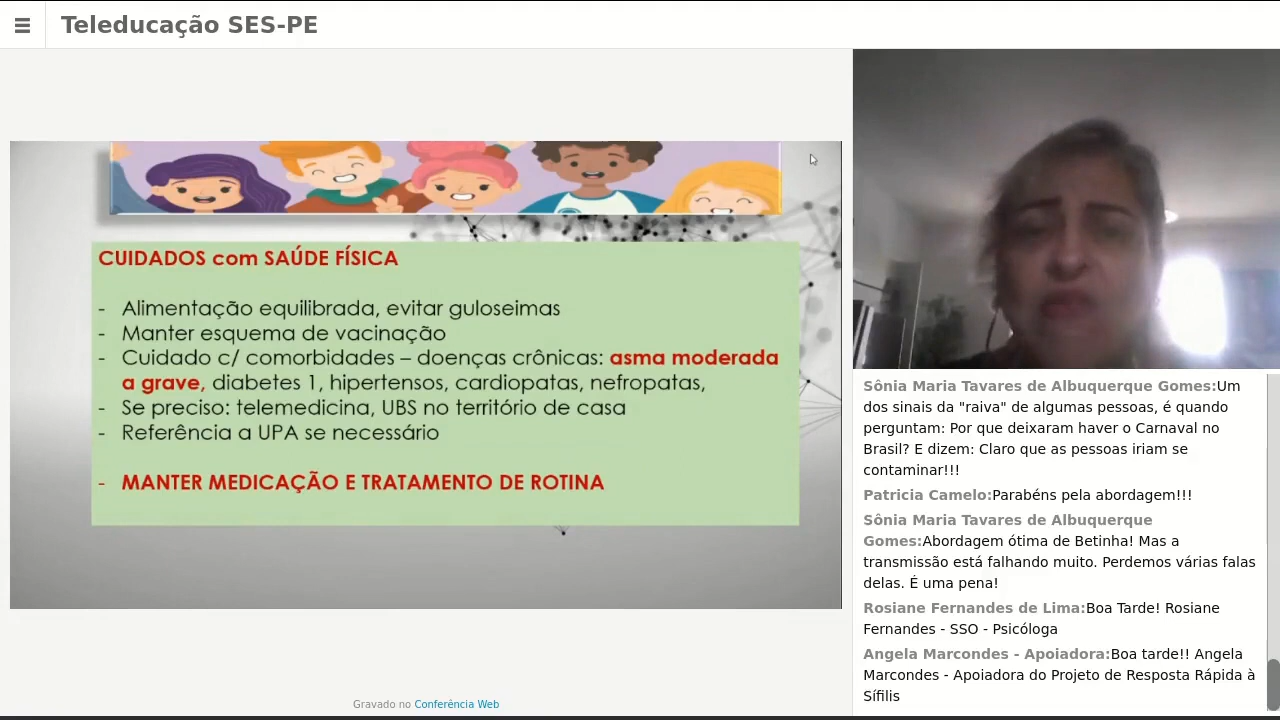 Teleducação SES-PE
CUIDADOS com SAÚDE FÍSICA
- Alimentação equilibrada, evitar guloseimas
- Manter esquema de vacinação
- Cuidado c/ comorbidades – doenças crônicas: asma moderada
a grave, diabetes 1, hipertensos, cardiopatas, nefropatas,
- Se preciso: telemedicina, UBS no território de casa
- Referência a UPA se necessário
- MANTER MEDICAÇÃO E TRATAMENTO DE ROTINA
Gravado no Conferência Web
Sônia Maria Tavares de Albuquerque Gomes:Um
dos sinais da "raiva" de algumas pessoas, é quando
perguntam: Por que deixaram haver o Carnaval no
Brasil? E dizem: Claro que as pessoas iriam se
contaminar!!!
Patricia Camelo:Parabéns pela abordagem!!!
Sônia Maria Tavares de Albuquerque
Gomes:Abordagem ótima de Betinha! Mas a
transmissão está falhando muito. Perdemos várias falas
delas. É uma pena!
Rosiane Fernandes de Lima:Boa Tarde! Rosiane
Fernandes - SSO - Psicóloga
Angela Marcondes - Apoiadora:Boa tarde!! Angela
Marcondes - Apoiadora do Projeto de Resposta Rápida à
Sífilis